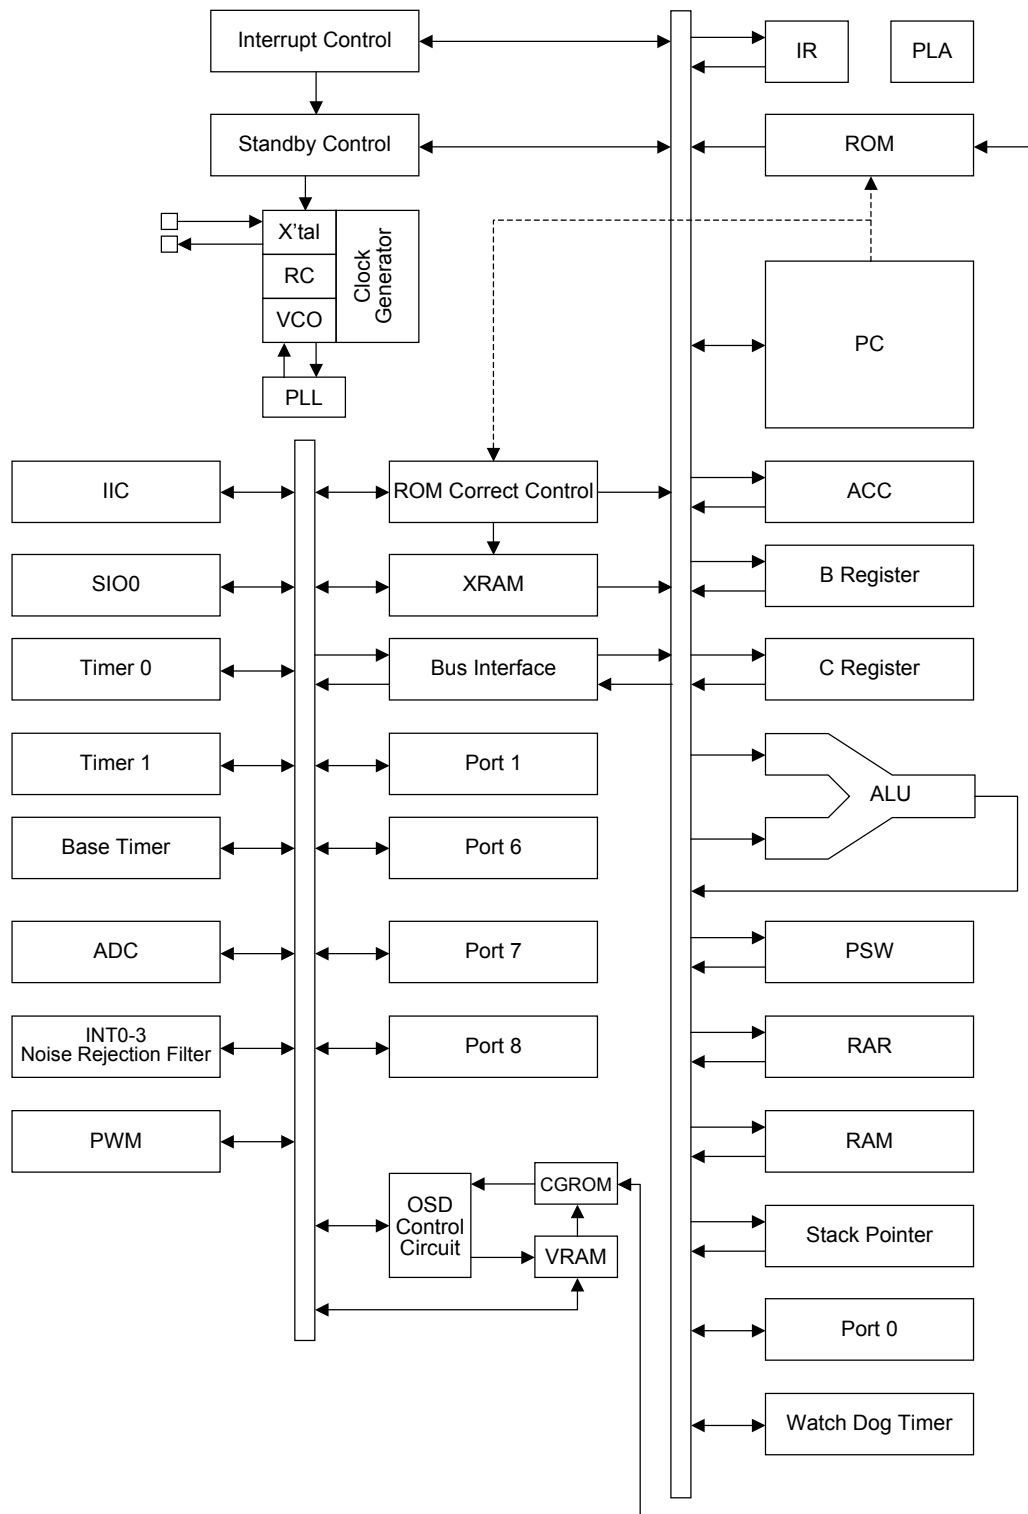 Interrupt Control
IR
PLA
Standby Control
ROM
X'tal
RC
VCO
Clock
Generator
PC
PLL
IIC
ROM Correct Control
ACC
SIO0
XRAM
B Register
Timer 0
Bus Interface
C Register
Timer 1
Port 1
ALU
Base Timer
Port 6
ADC
Port 7
PSW
INT0-3
Noise Rejection Filter
Port 8
RAR
PWM
RAM
OSD
Control
Circuit
CGROM
VRAM
Stack Pointer
Port 0
Watch Dog Timer